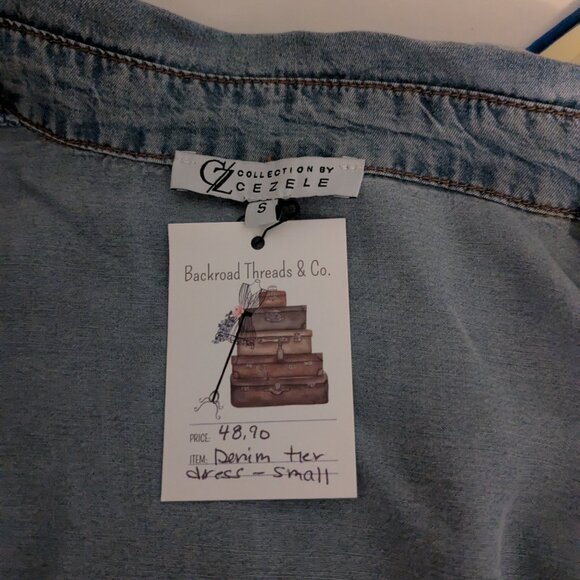 CZ COLLECTION BY
CEZELE
S
Backroad Threads & Co.
PRICE: 48.90
ITEM: Denim tier
dress - small